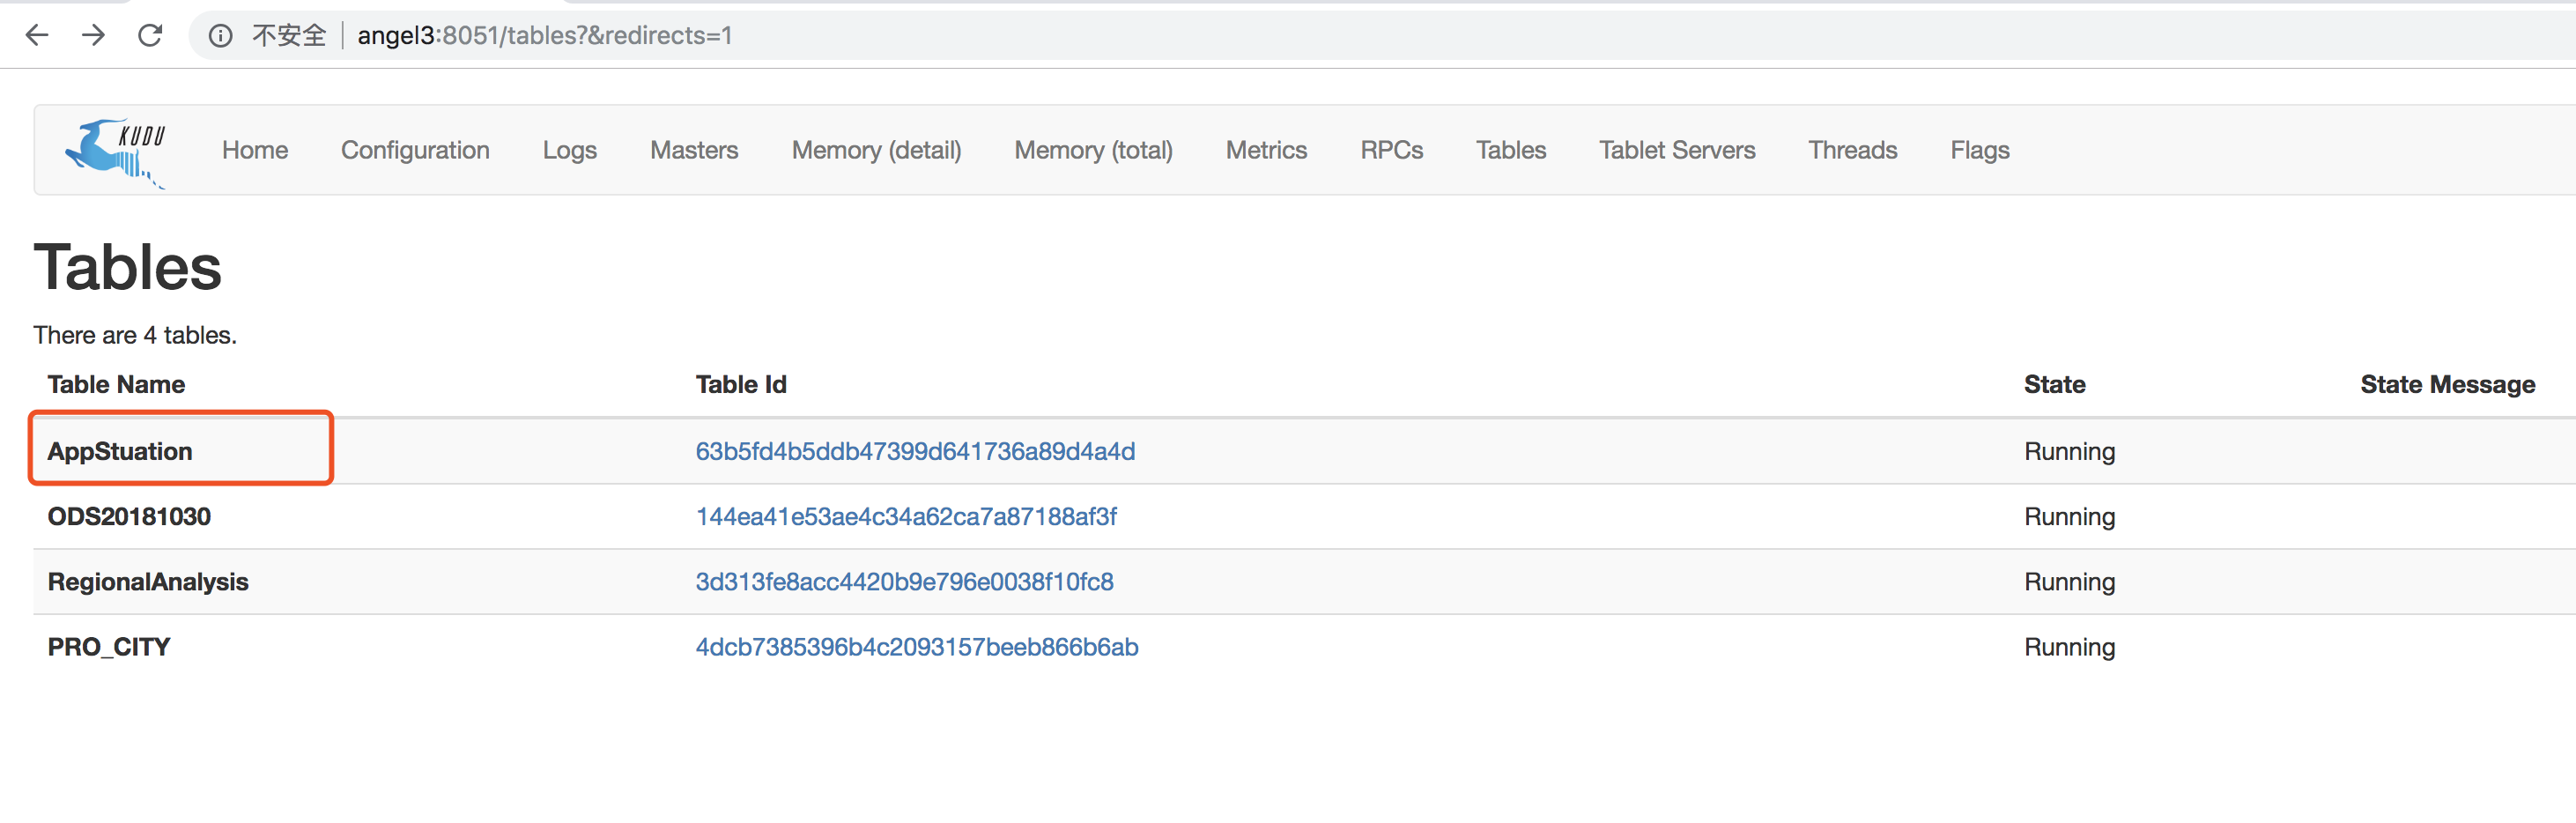 不安全 angel3:8051/tables?&redirects=1
KUDU Home Configuration Logs Masters Memory (detail) Memory (total) Metrics RPCs Tables Tablet Servers Threads Flags
Tables
There are 4 tables.
Table Name Table Id State State Message
AppStuation 63b5fd4b5ddb47399d641736a89d4a4d Running
ODS20181030 144ea41e53ae4c34a62ca7a87188af3f Running
RegionalAnalysis 3d313fe8acc4420b9e796e0038f10fc8 Running
PRO_CITY 4dcb7385396b4c2093157beeb866b6ab Running